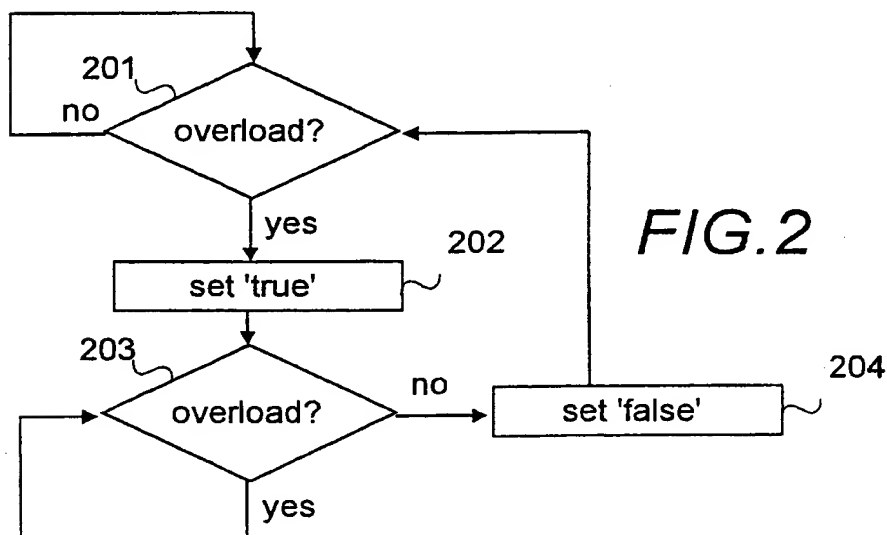 201
no
overload?
yes
FIG.2
202
set 'true'
203
no
204
overload?
set 'false'
yes